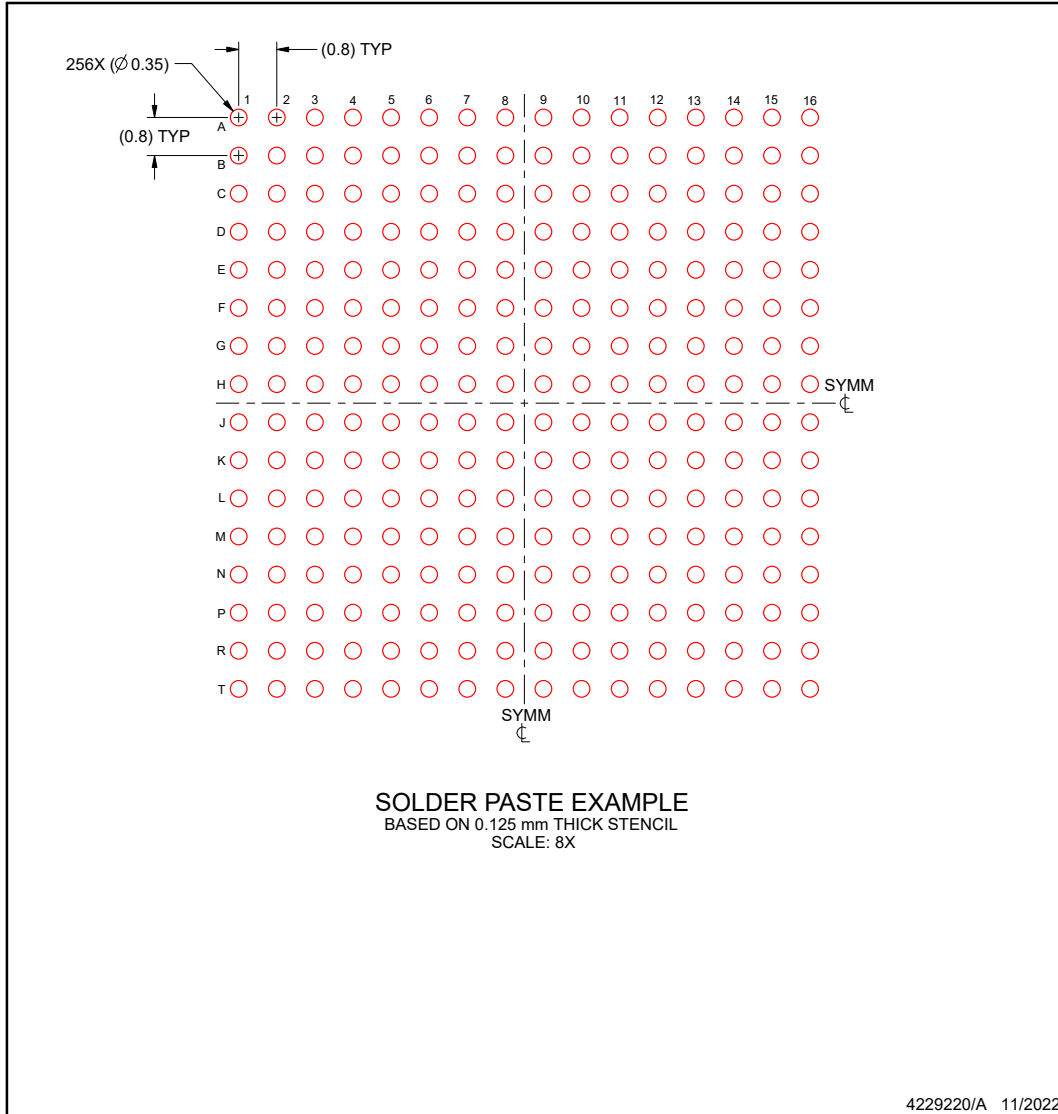 (0.8) TYP
256X (∅ 0.35)
1 2 3 4 5 6 7 8 9 10 11 12 13 14 15 16
A
(0.8) TYP
B
C
D
E
F
G
H
SYMM
℄
J
K
L
M
N
P
R
T
SYMM
℄
SOLDER PASTE EXAMPLE
BASED ON 0.125 mm THICK STENCIL
SCALE: 8X
4229220/A 11/2022